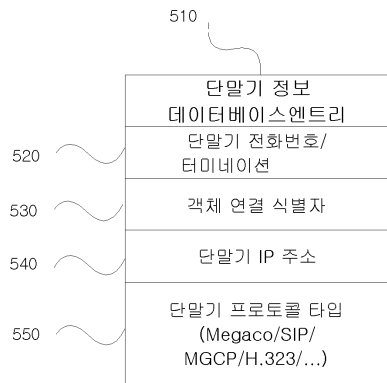 510
단말기 정보
데이터베이스엔트리
520
단말기 전화번호/
터미네이션
530
객체 연결 식별자
540
단말기 IP 주소
550
단말기 프로토콜 타입
(Megaco/SIP/
MGCP/H.323/...)